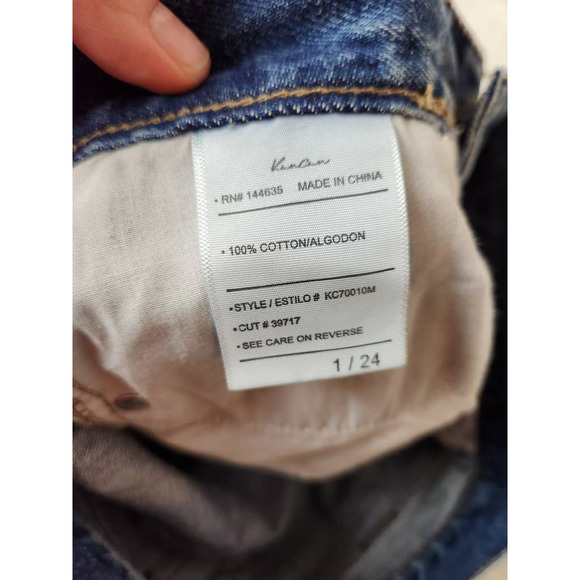 KanCan
• RN# 144635 MADE IN CHINA
• 100% COTTON/ALGODON
• STYLE / ESTILO # KC70010M
• CUT # 39717
• SEE CARE ON REVERSE
1 / 24